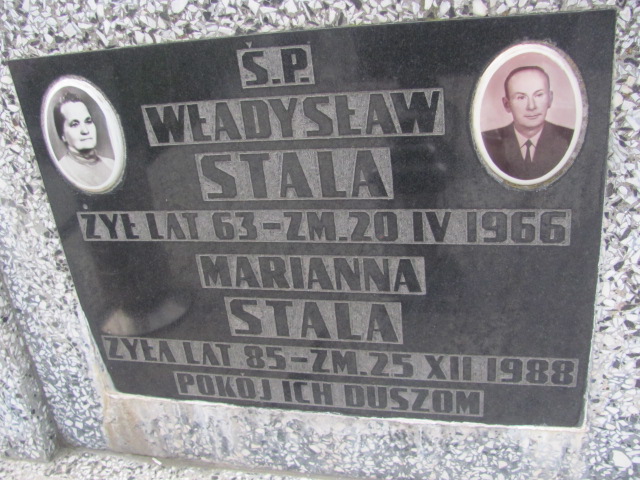 Ś.P.
WŁADYSŁAW
STALA
ŻYŁ LAT 63-ZM.20 IV 1966
MARIANNA
STALA
ŻYŁA LAT 85-ZM.25 XII 1988
POKÓJ ICH DUSZOM